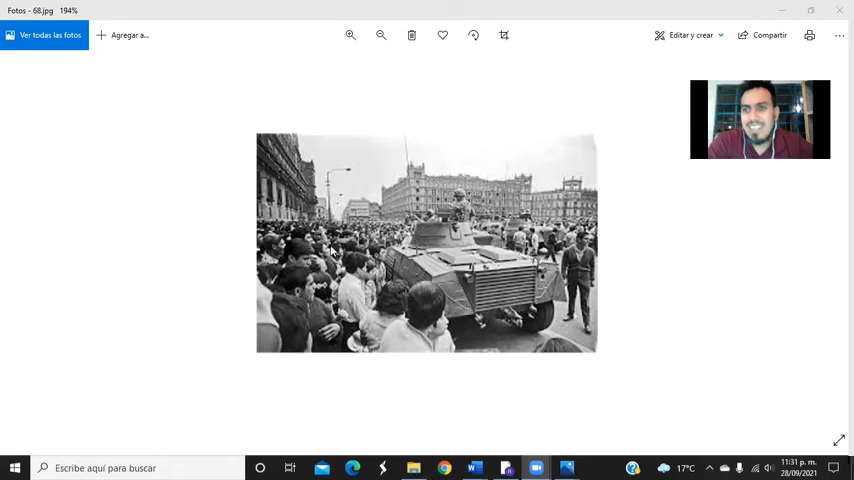 Fotos - 68.jpg 194%
Ver todas las fotos
Agregar a...
Editar y crear
Compartir
Escribe aquí para buscar
17°C
11:31 p. m.
28/09/2021